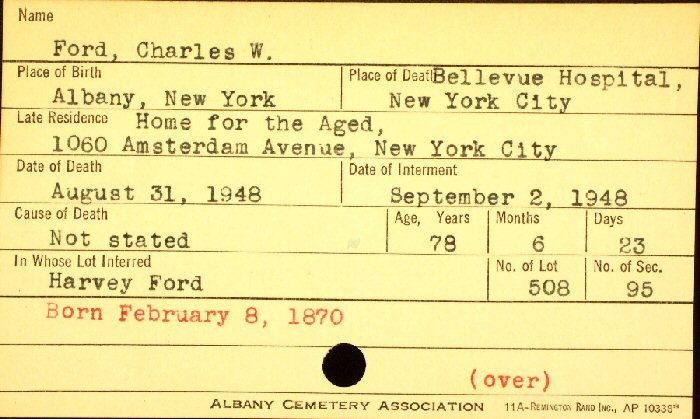 Name
Ford, Charles W.
Place of Birth
Albany, New York
Place of Death Bellevue Hospital,
New York City
Late Residence Home for the Aged,
1060 Amsterdam Avenue, New York City
Date of Death
August 31, 1948
Date of Interment
September 2, 1948
Cause of Death
Not stated
Age, Years
78
Months
6
Days
23
In Whose Lot Inferred
Harvey Ford
No. of Lot
508
No. of Sec.
95
Born February 8, 1870
(over)
ALBANY CEMETERY ASSOCIATION 11A-REMINGTON RAND INC., AP